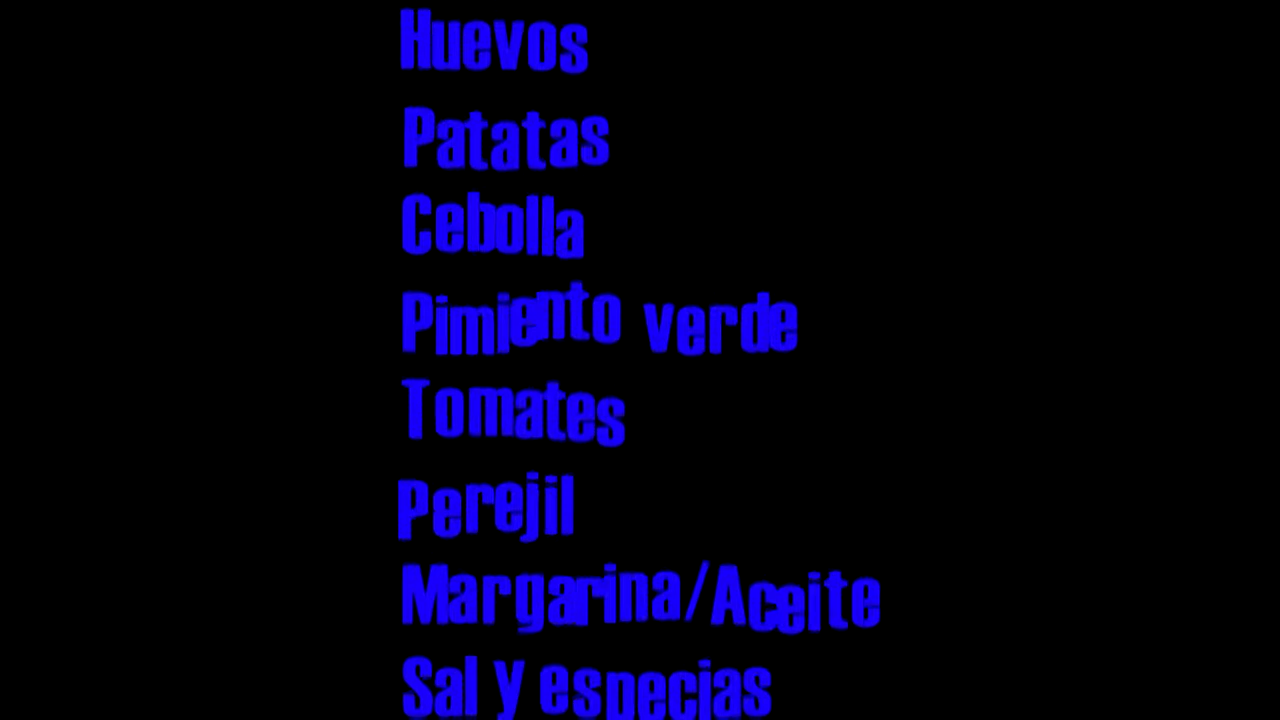 Huevos
Patatas
Cebolla
Pimiento verde
Tomates
Perejil
Margarina/Aceite
Sal y especias